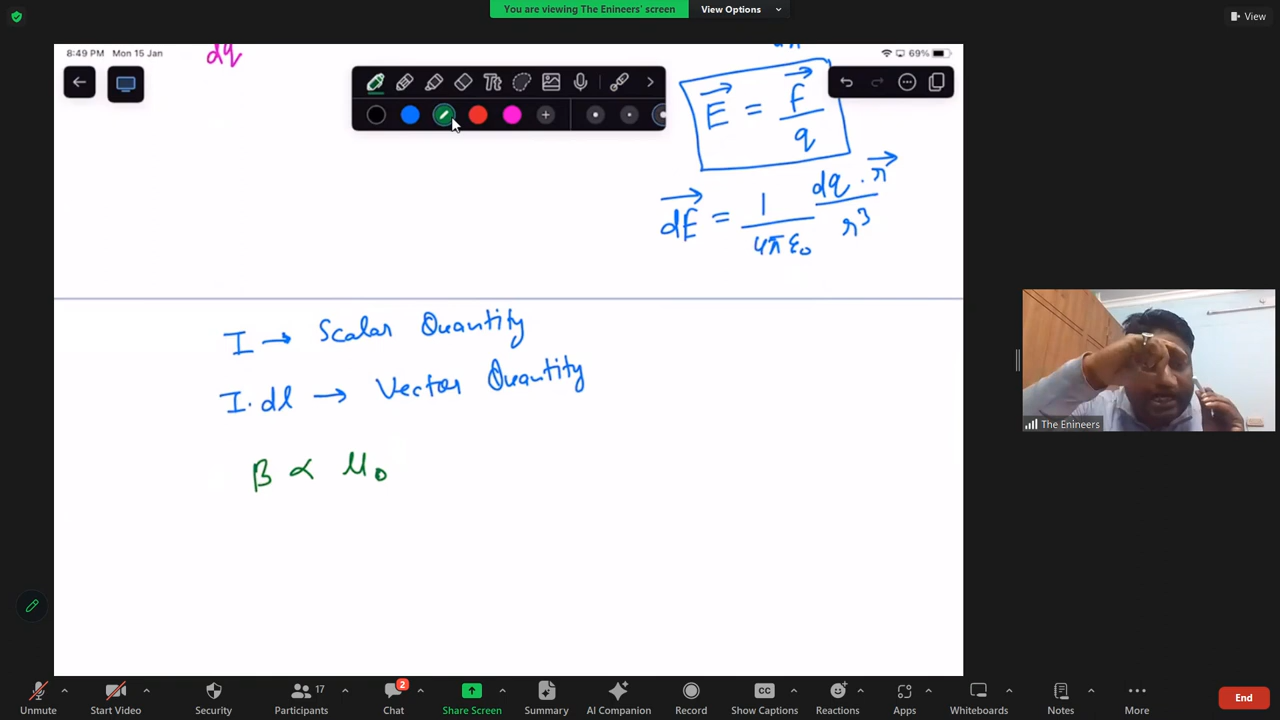 You are viewing The Enineers' screen
View Options
View
8:49 PM Mon 15 Jan
69%
dq
Tt
E = F / q
dE = 1 / 4πε₀ dq · r / r³
I → Scalar Quantity
I. dl → Vector Quantity
B ∝ μ₀
The Enineers
Unmute
Start Video
Security
17
Participants
2
Chat
Share Screen
Summary
AI Companion
Record
CC
Show Captions
Reactions
Apps
Whiteboards
Notes
More
End